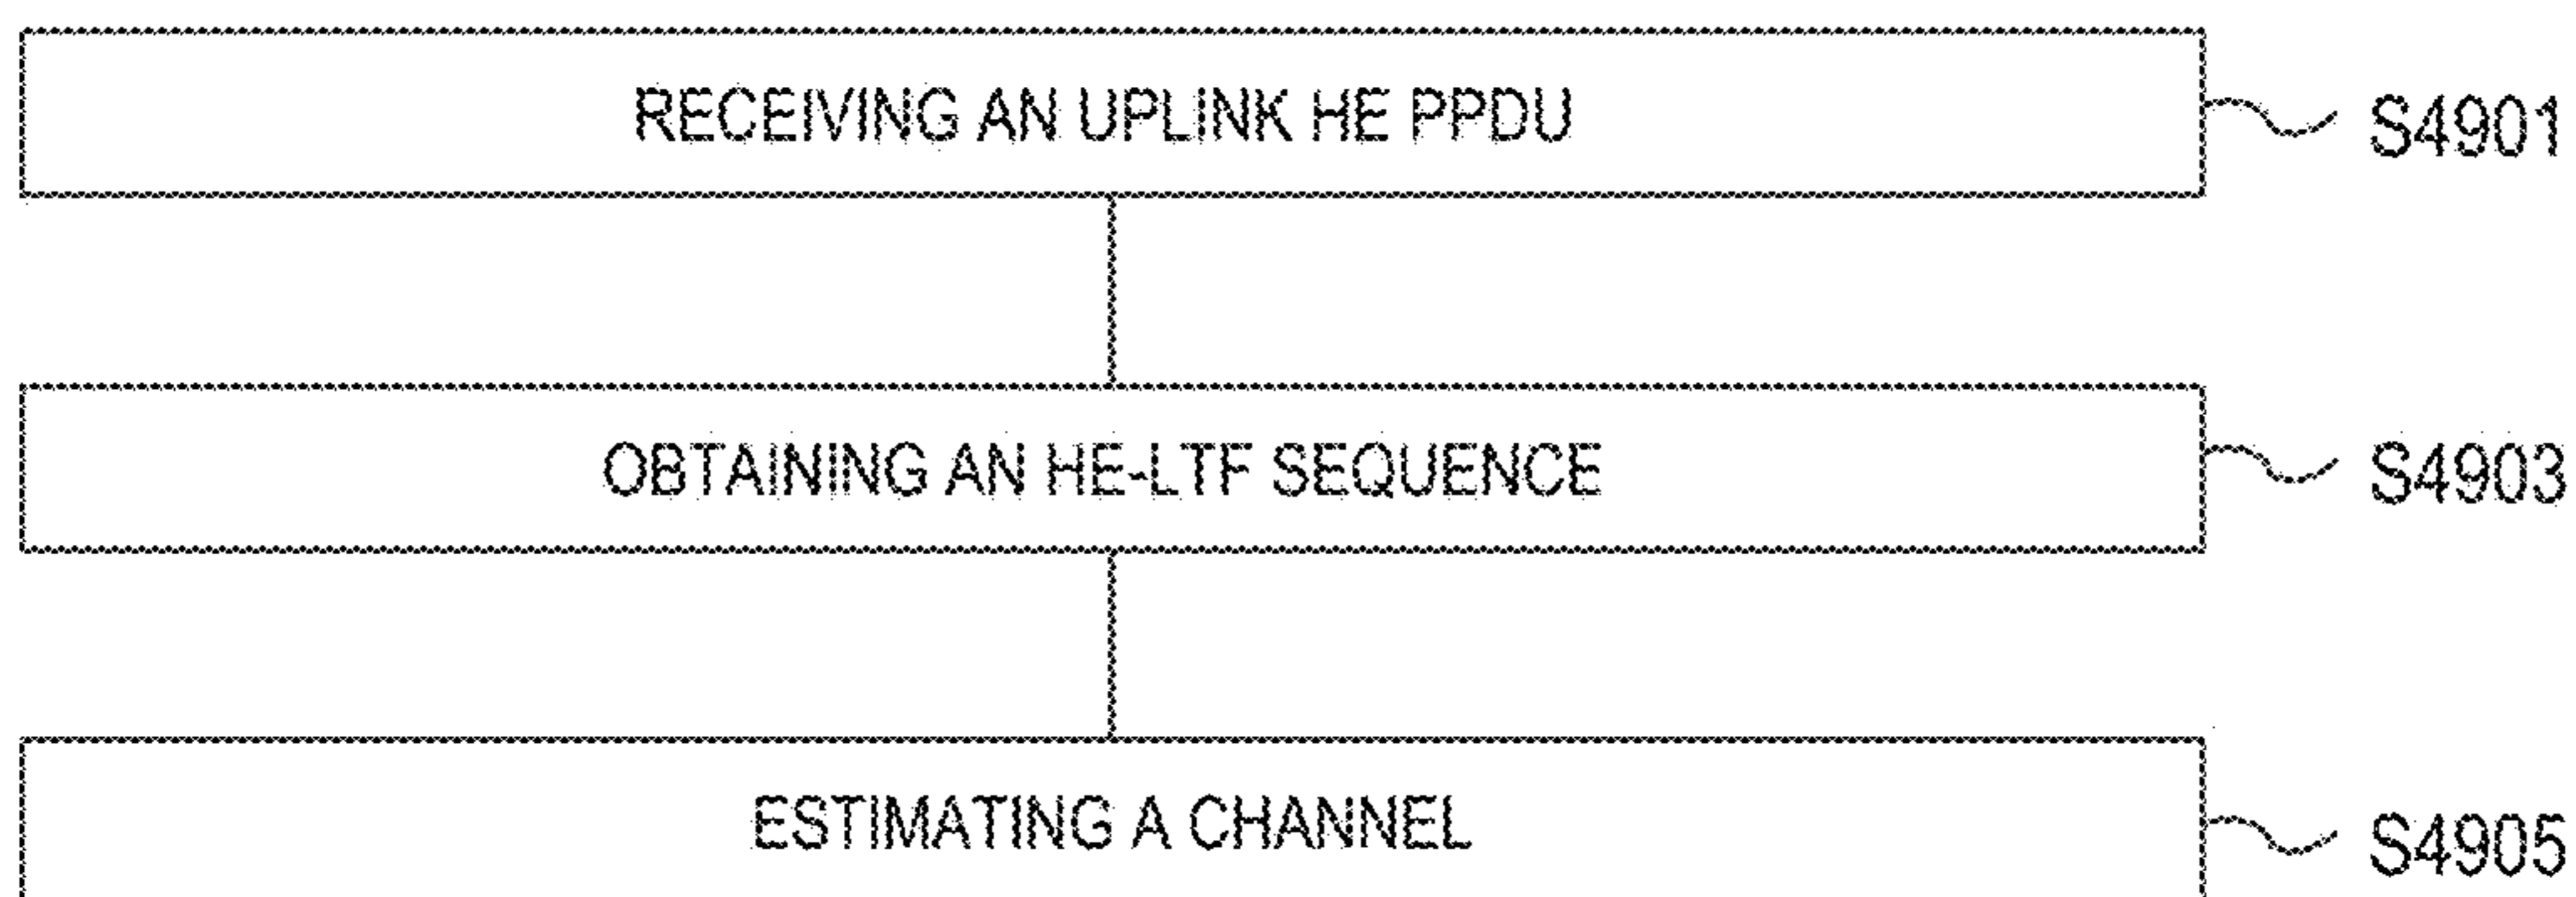 RECEIVING AN UPLINK HE PPDU S4901
OBTAINING AN HE-LTF SEQUENCE S4903
ESTIMATING A CHANNEL S4905